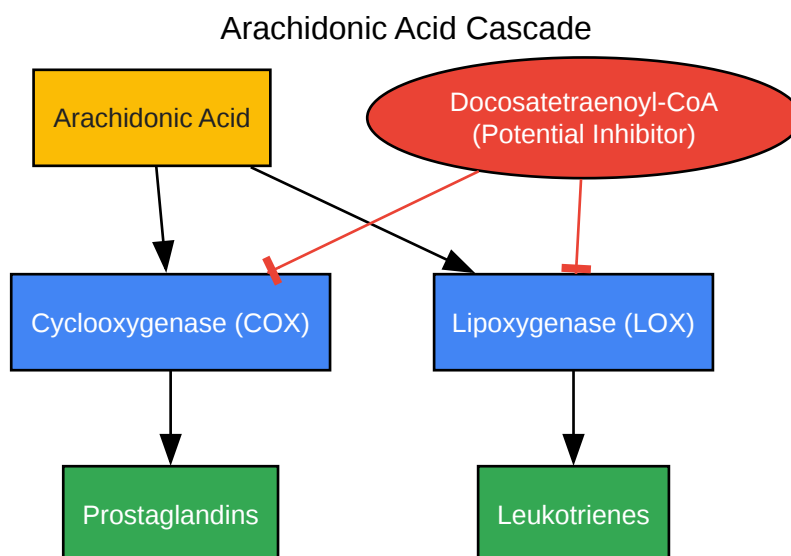 Arachidonic Acid Cascade
Arachidonic Acid
Docosatetraenoyl-CoA
(Potential Inhibitor)
Cyclooxygenase (COX)
Lipoxygenase (LOX)
Prostaglandins
Leukotrienes